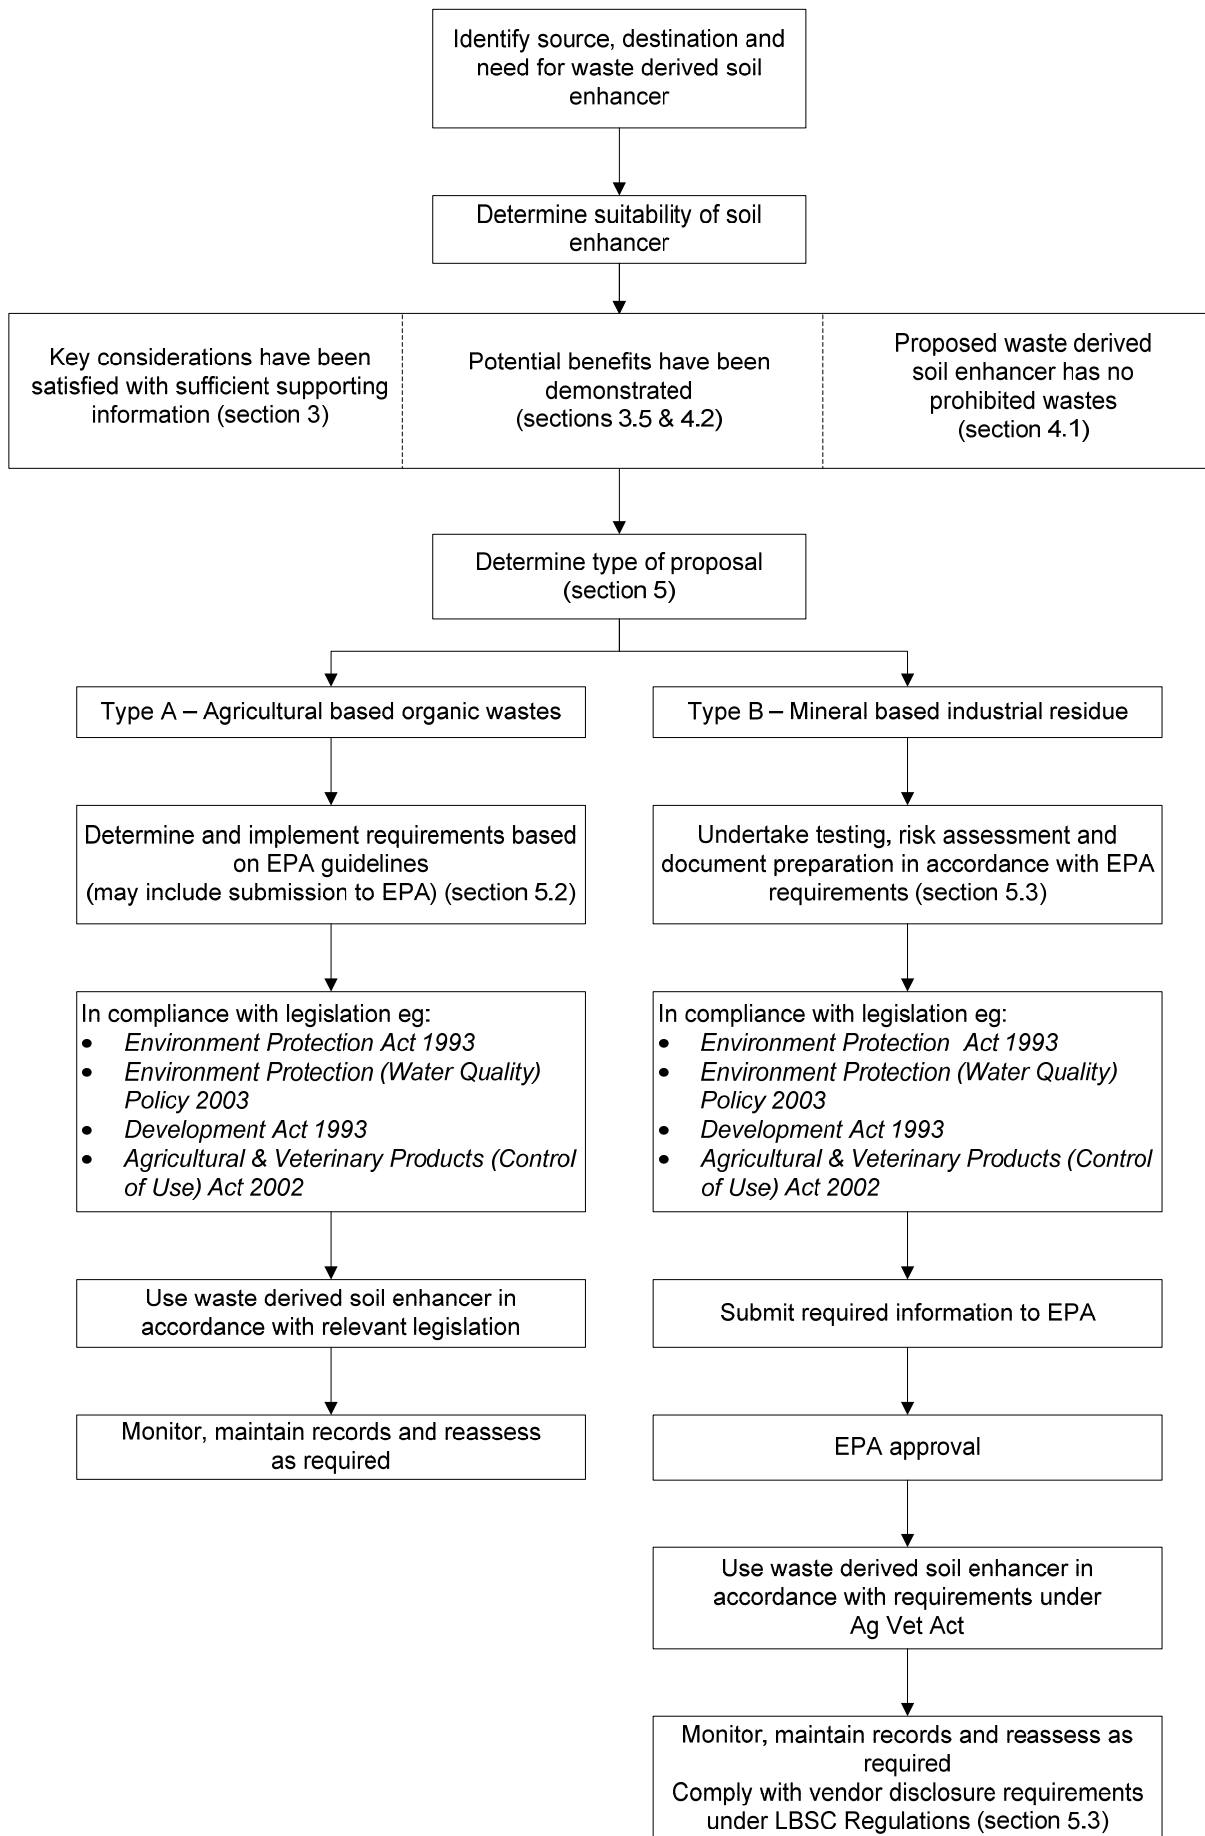 Identify source, destination and
need for waste derived soil
enhancer
Determine suitability of soil
enhancer
Key considerations have been
satisfied with sufficient supporting
information (section 3)
Potential benefits have been
demonstrated
(sections 3.5 & 4.2)
Proposed waste derived
soil enhancer has no
prohibited wastes
(section 4.1)
Determine type of proposal
(section 5)
Type A – Agricultural based organic wastes
Determine and implement requirements based
on EPA guidelines
(may include submission to EPA) (section 5.2)
In compliance with legislation eg:
• Environment Protection Act 1993
• Environment Protection (Water Quality)
Policy 2003
• Development Act 1993
• Agricultural & Veterinary Products (Control
of Use) Act 2002
Use waste derived soil enhancer in
accordance with relevant legislation
Monitor, maintain records and reassess
as required
Type B – Mineral based industrial residue
Undertake testing, risk assessment and
document preparation in accordance with EPA
requirements (section 5.3)
In compliance with legislation eg:
• Environment Protection Act 1993
• Environment Protection (Water Quality)
Policy 2003
• Development Act 1993
• Agricultural & Veterinary Products (Control
of Use) Act 2002
Submit required information to EPA
EPA approval
Use waste derived soil enhancer in
accordance with requirements under
Ag Vet Act
Monitor, maintain records and reassess as
required
Comply with vendor disclosure requirements
under LBSC Regulations (section 5.3)